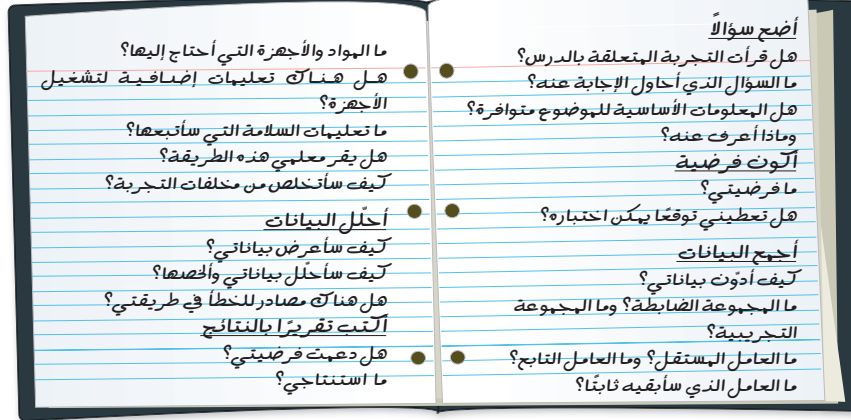 أضع سؤالاً
هل قرأت التجربة المتعلقة بالدرس؟
ما السؤال الذي أحاول الإجابة عنه؟
هل المعلومات الأساسية للموضوع متوافرة؟
وماذا أعرف عنه؟
أكون فرضية
ما فرضيتي؟
هل تعطيني توقعًا يمكن اختباره؟
أجمع البيانات
كيف أدوّن بياناتي؟
ما المجموعة الضابطة؟ وما المجموعة
التجريبية؟
ما العامل المستقل؟ وما العامل التابع؟
ما العامل الذي سأبقيه ثابتًا؟
ما المواد والأجهزة التي أحتاج إليها؟
هل هناك تعليمات إضافية لتشغيل
الأجهزة؟
ما تعليمات السلامة التي سأتبعها؟
هل يقر معلمي هذه الطريقة؟
كيف سأتخلص من مخلفات التجربة؟
أحلّل البيانات
كيف سأعرض بياناتي؟
كيف سأحلّل بياناتي وألخصها؟
هل هناك مصادر للخطأ في طريقتي؟
أكتب تقريرًا بالنتائج
هل دعمت فرضيتي؟
ما استنتاجي؟